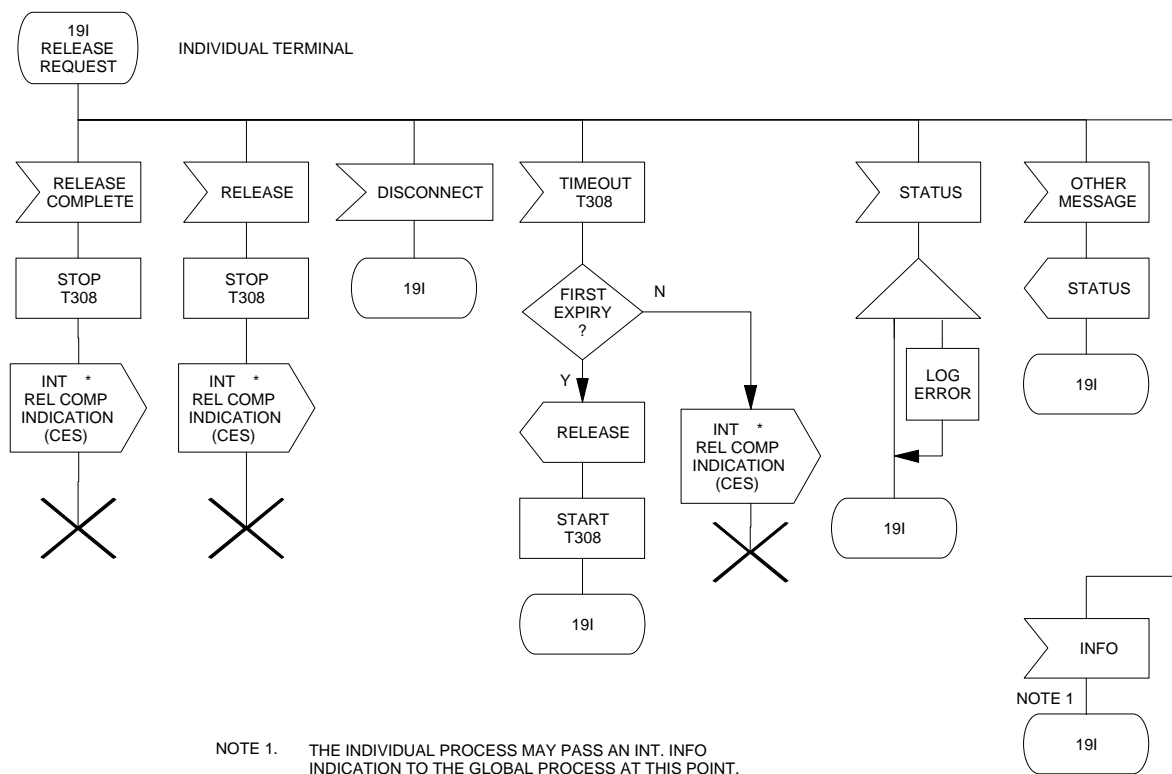 19I
RELEASE
REQUEST
INDIVIDUAL TERMINAL
RELEASE
COMPLETE
RELEASE
DISCONNECT
TIMEOUT
T308
STATUS
OTHER
MESSAGE
STOP
T308
STOP
T308
19I
FIRST
EXPIRY
?
N
Y
STATUS
INT *
REL COMP
INDICATION
(CES)
INT *
REL COMP
INDICATION
(CES)
RELEASE
INT *
REL COMP
INDICATION
(CES)
LOG
ERROR
19I
START
T308
19I
19I
INFO
NOTE 1
19I
NOTE 1. THE INDIVIDUAL PROCESS MAY PASS AN INT. INFO
INDICATION TO THE GLOBAL PROCESS AT THIS POINT.